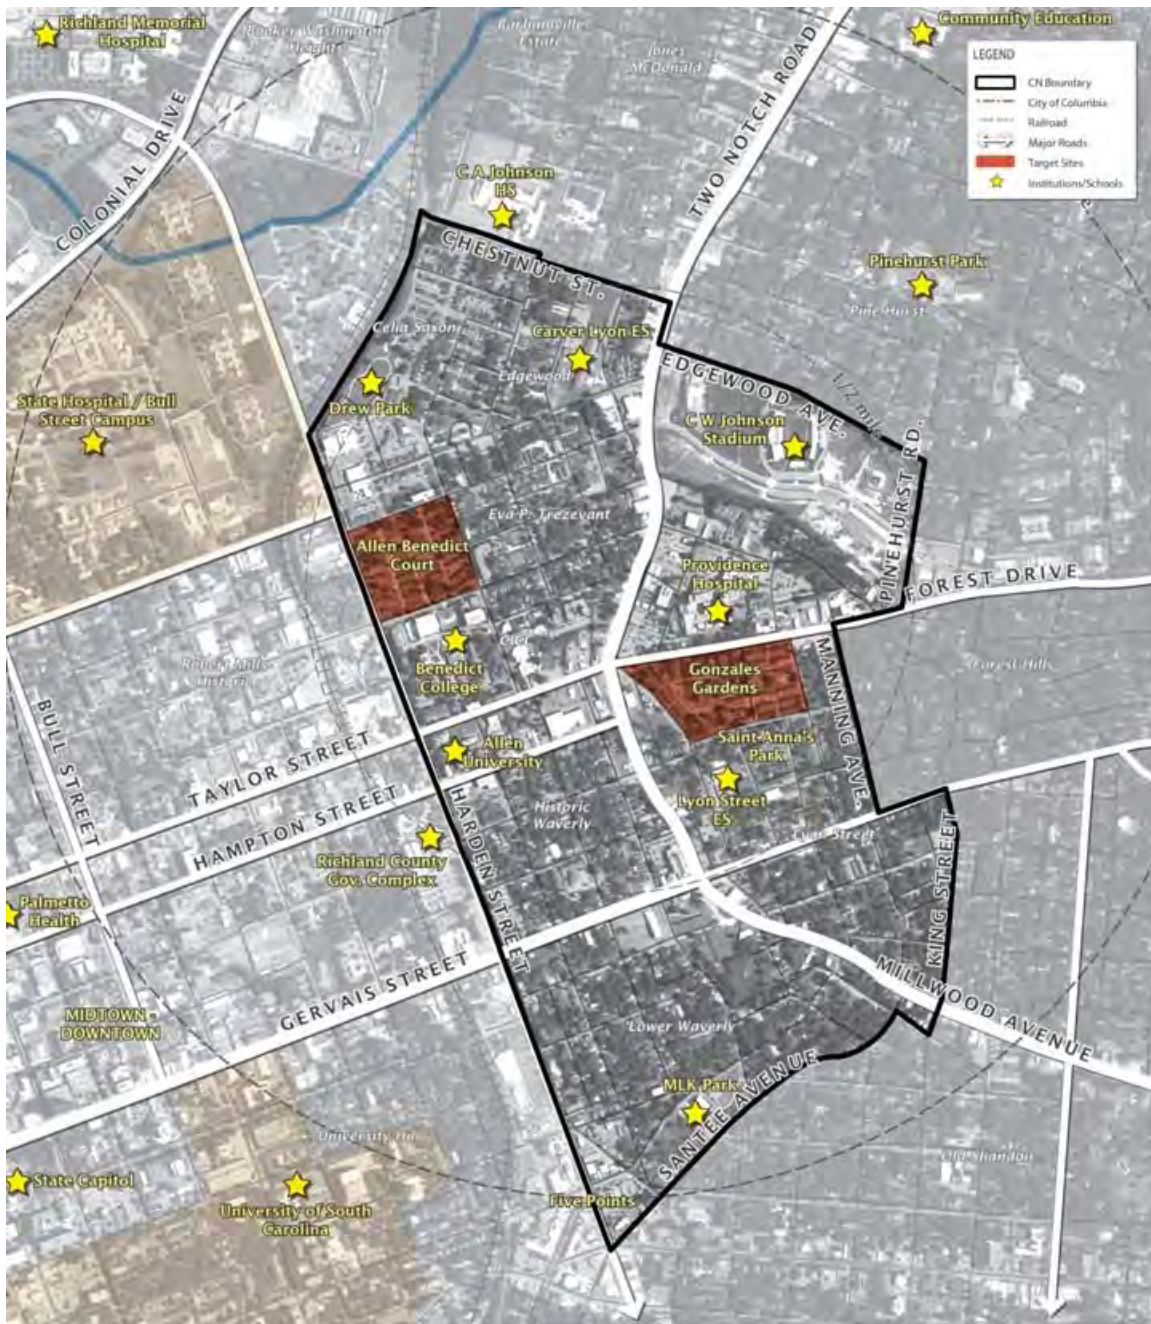 Richland Memorial
Hospital
Booker Washington
Heights
Barhamville
Estate
Jones
McDonald
Community Education
LEGEND
CN Boundary
City of Columbia
Railroad
Major Roads
Target Sites
Institutions/Schools
TWO NOTCH ROAD
COLONIAL DRIVE
C A Johnson
HS
CHESTNUT ST.
Pinehurst Park
Pine Hurst
Celia Saxon
Carver Lyon ES
Edgewood
EDGEWOOD AVE.
1/2 mile
Drew Park
State Hospital / Bull
Street Campus
C W Johnson
Stadium
PINEHURST RD.
Eva P. Trezevant
Allen Benedict
Court
Providence
Hospital
FOREST DRIVE
Benedict
College
Robert Mills
Historic
Gonzales
Gardens
MANNING AVE.
Forest Hills
BULL STREET
TAYLOR STREET
Allen
University
Saint Anna's
Park
HAMPTON STREET
HARDEN STREET
Historic
Waverly
Lyon Street
ES
Lyon Street
Richland County
Gov. Complex
KING STREET
Palmetto
Health
GERVAIS STREET
MILLWOOD AVENUE
MIDTOWN -
DOWNTOWN
Lower Waverly
MLK Park
SANTEE AVENUE
University Hill
Old Shandon
State Capitol
University of South
Carolina
Five Points